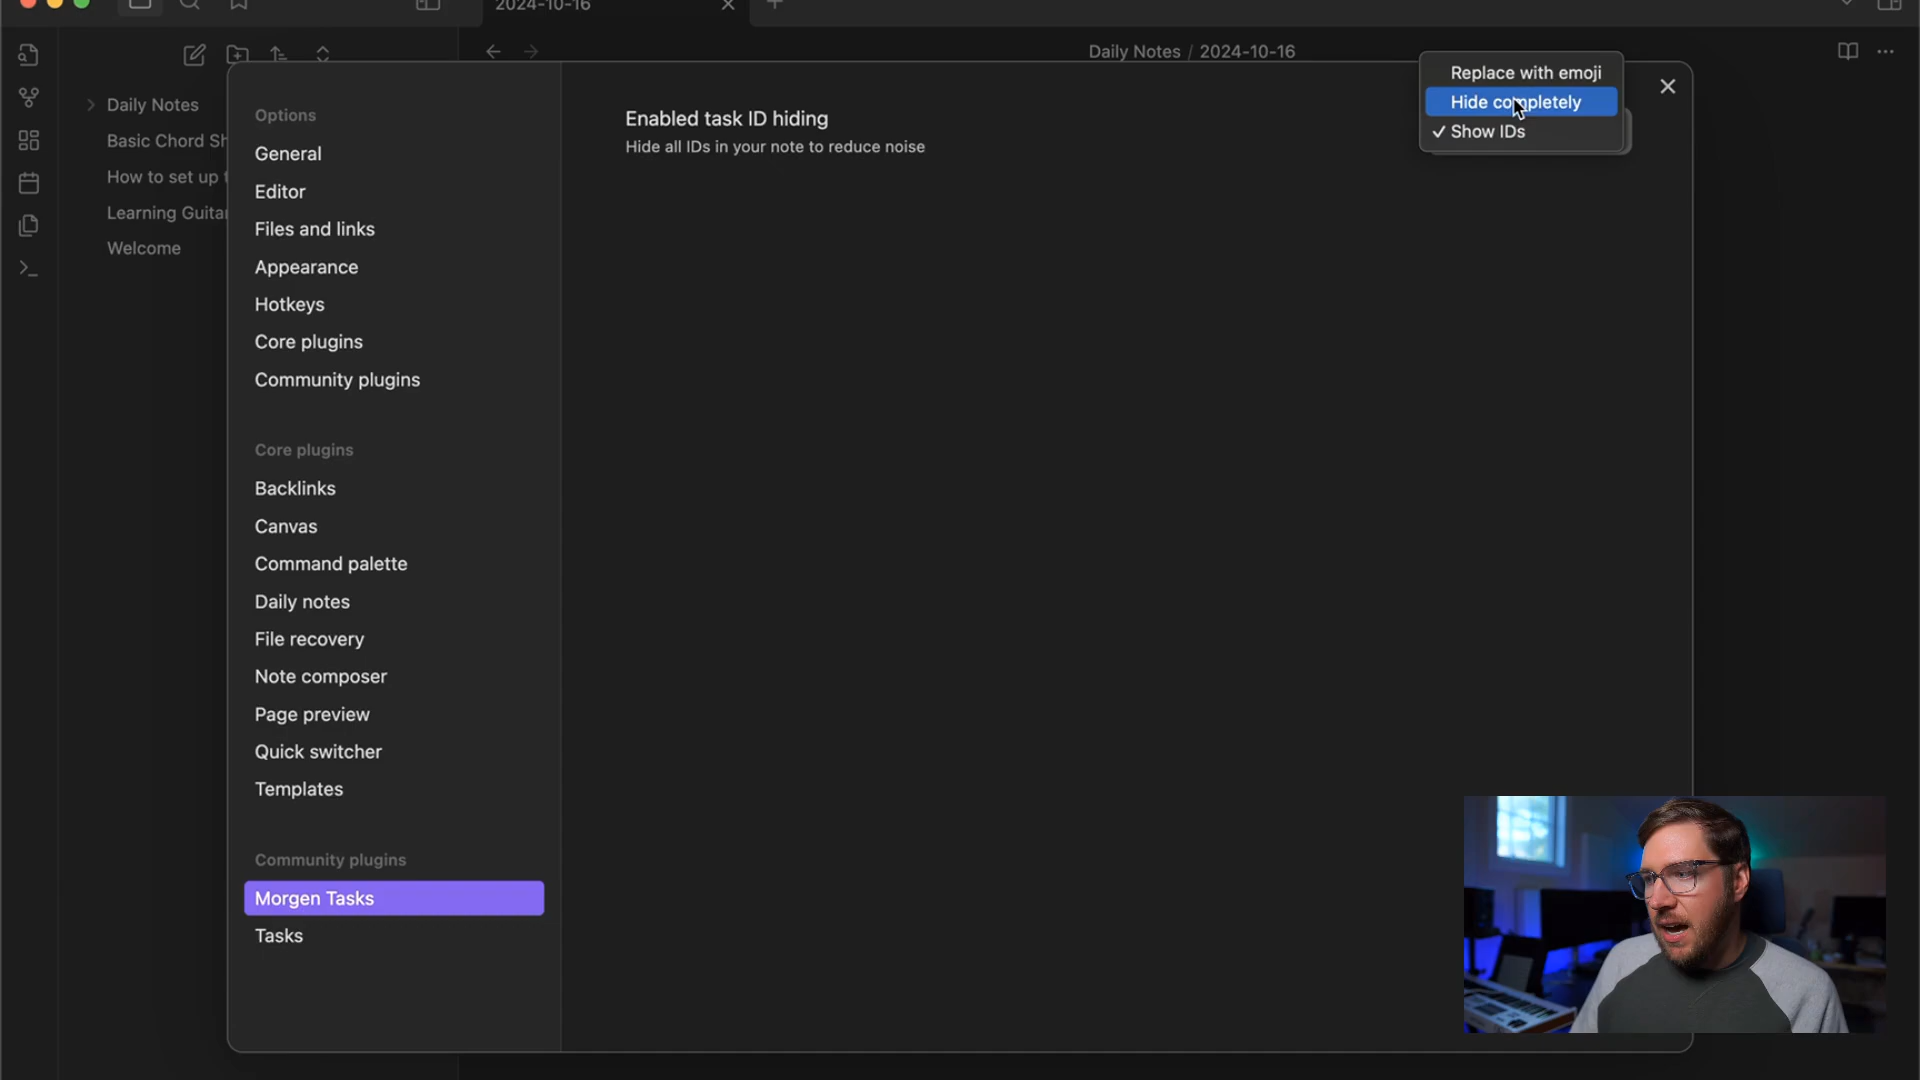 2024-10-16
Daily Notes / 2024-10-16
Daily Notes
Basic Chord Sh
How to set up t
Learning Guita
Welcome
Options
General
Editor
Files and links
Appearance
Hotkeys
Core plugins
Community plugins
Core plugins
Backlinks
Canvas
Command palette
Daily notes
File recovery
Note composer
Page preview
Quick switcher
Templates
Community plugins
Morgen Tasks
Tasks
Enabled task ID hiding
Hide all IDs in your note to reduce noise
Replace with emoji
Hide completely
Show IDs